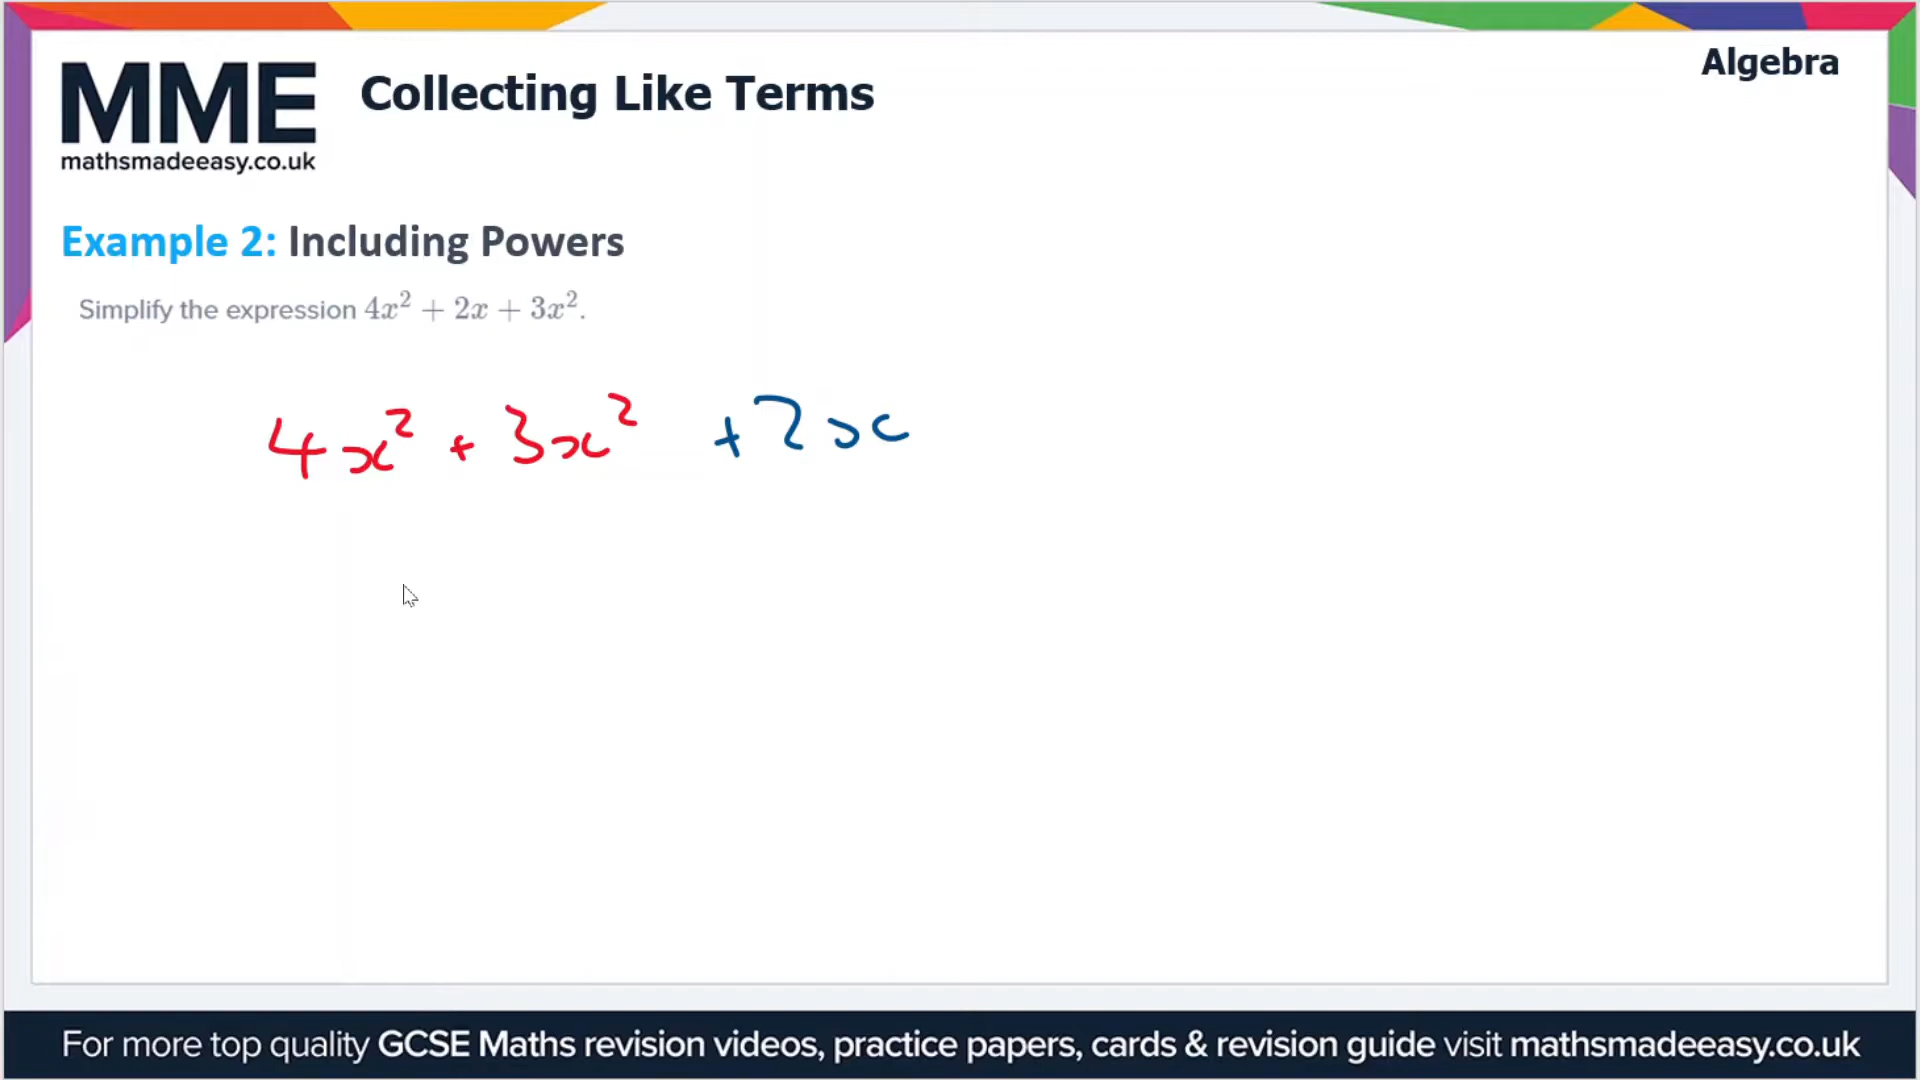 Algebra
MME
mathsmadeeasy.co.uk
Collecting Like Terms
Example 2: Including Powers
Simplify the expression 4x² + 2x + 3x².
4x² + 3x² + 2x
For more top quality GCSE Maths revision videos, practice papers, cards & revision guide visit mathsmadeeasy.co.uk